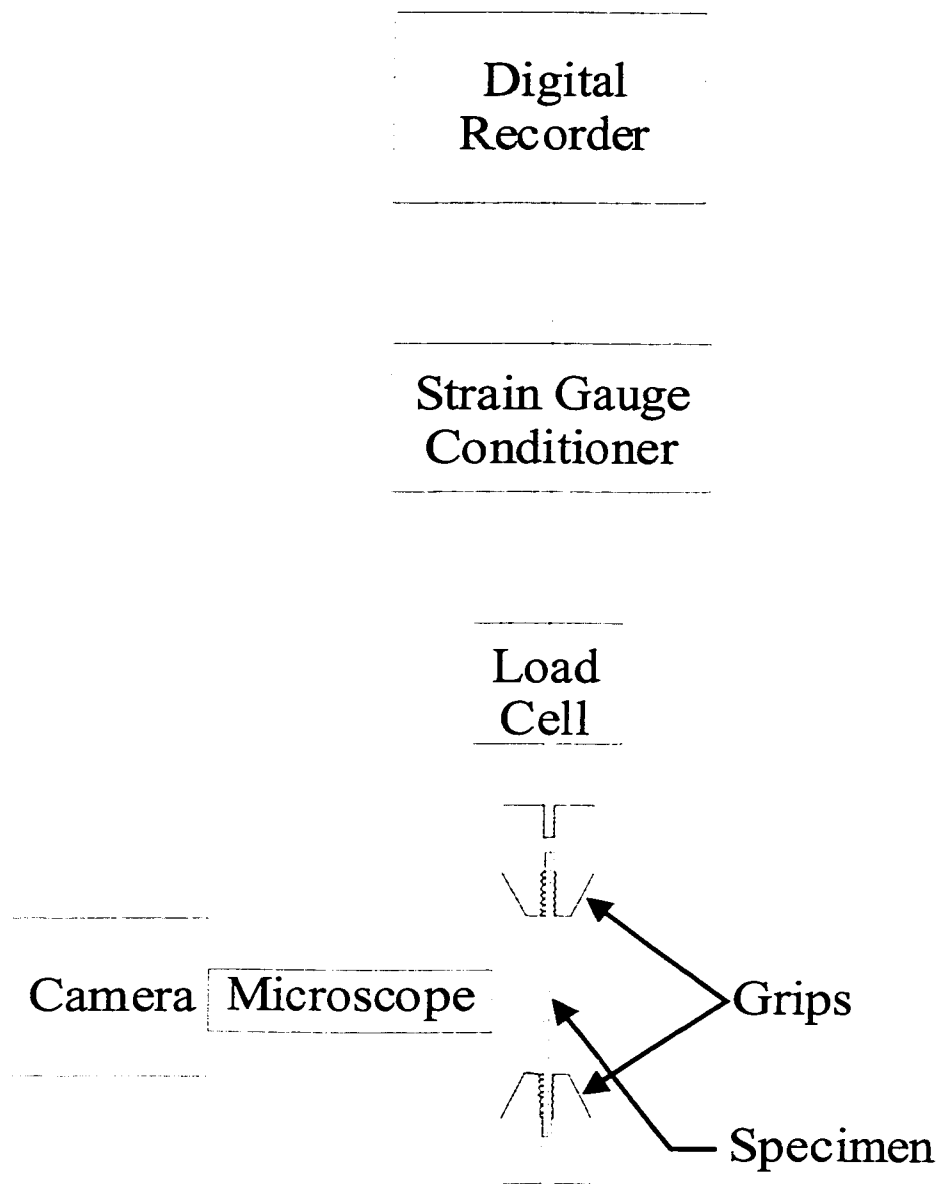 Digital
Recorder
Strain Gauge
Conditioner
Load
Cell
Camera
Microscope
Grips
Specimen